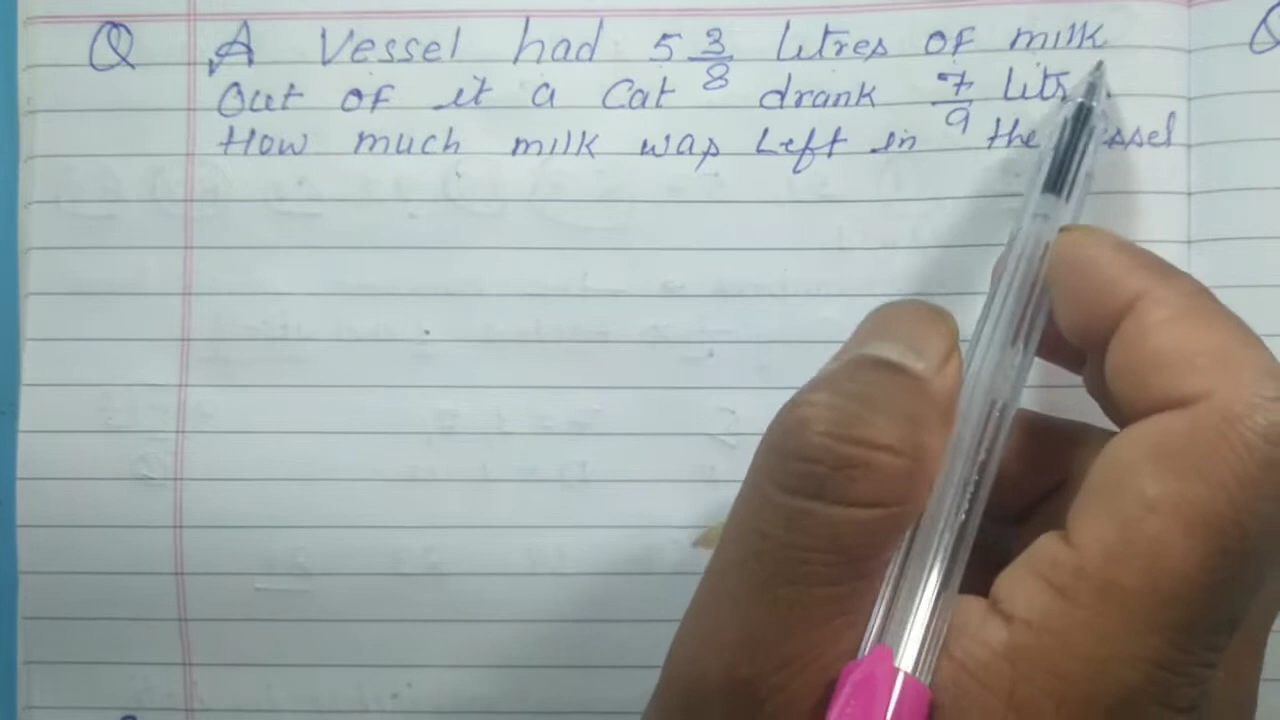 Q A Vessel had 5 3/8 litres of milk
Out of it a Cat drank 7/9
How much milk was Left in the
Q